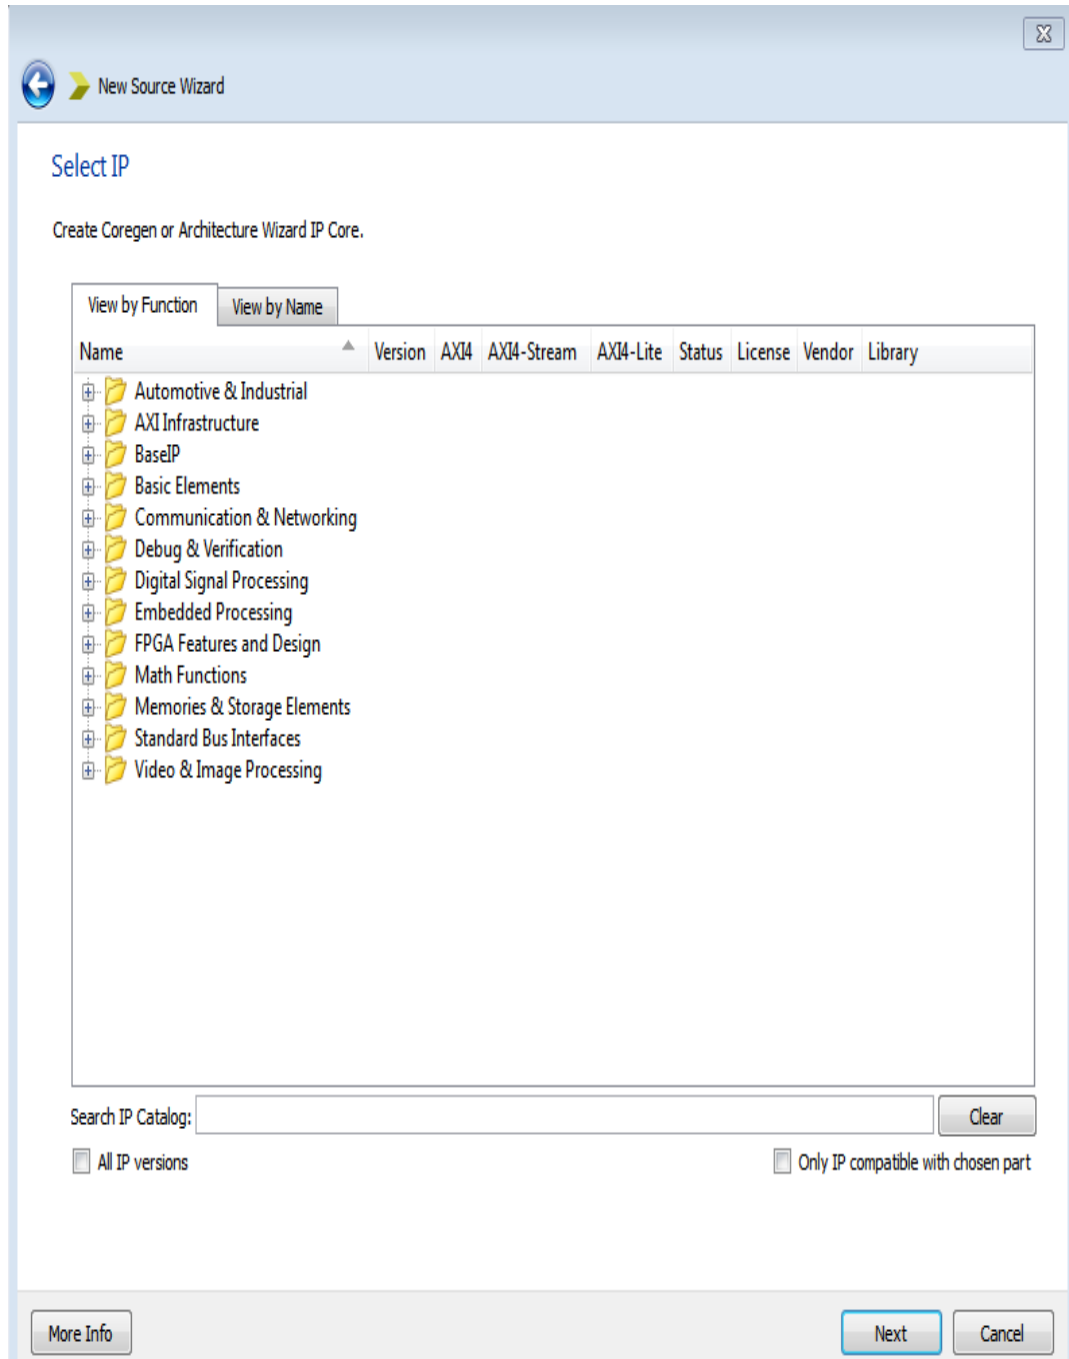 New Source Wizard
Select IP
Create Coregen or Architecture Wizard IP Core.
View by Function View by Name
Name Version AXI4 AXI4-Stream AXI4-Lite Status License Vendor Library
Automotive & Industrial
AXI Infrastructure
BaseIP
Basic Elements
Communication & Networking
Debug & Verification
Digital Signal Processing
Embedded Processing
FPGA Features and Design
Math Functions
Memories & Storage Elements
Standard Bus Interfaces
Video & Image Processing
Search IP Catalog: Clear
All IP versions Only IP compatible with chosen part
More Info Next Cancel